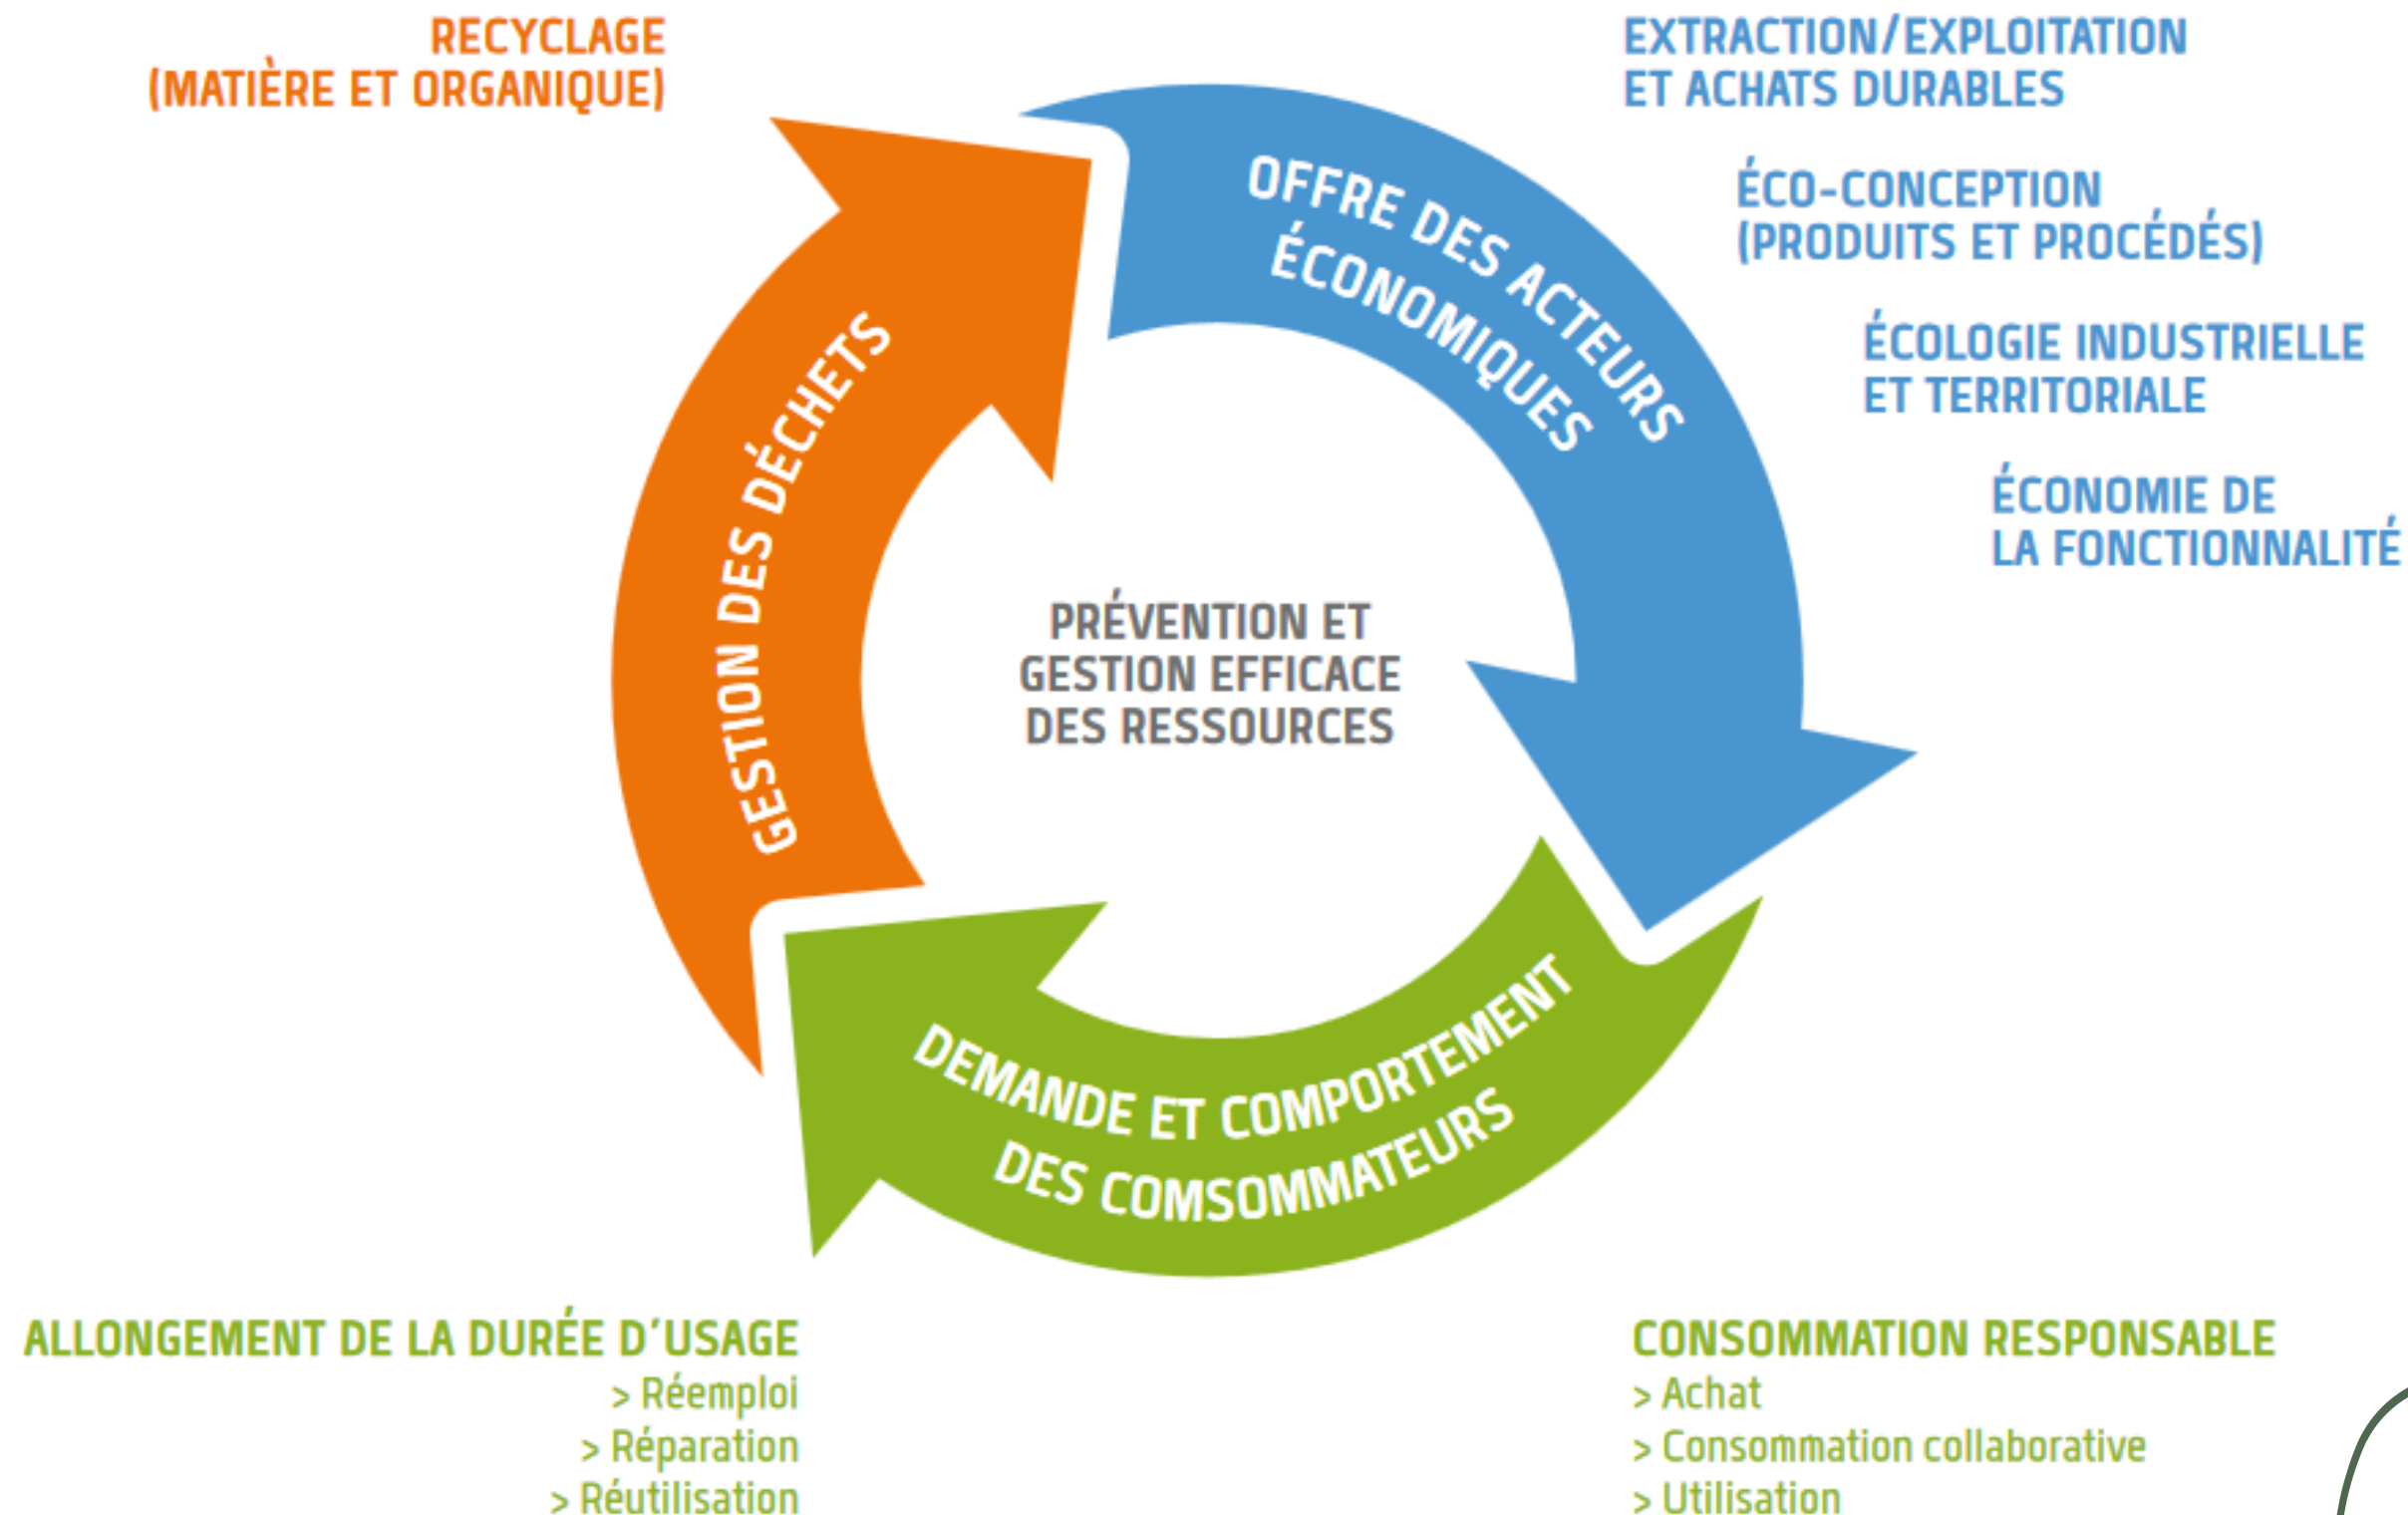 RECYCLAGE
(MATIÈRE ET ORGANIQUE)
EXTRACTION/EXPLOITATION
ET ACHATS DURABLES
ÉCO-CONCEPTION
(PRODUITS ET PROCÉDÉS)
ÉCOLOGIE INDUSTRIELLE
ET TERRITORIALE
ÉCONOMIE DE
LA FONCTIONNALITÉ
OFFRE DES ACTEURS
ÉCONOMIQUES
GESTION DES DÉCHETS
PRÉVENTION ET
GESTION EFFICACE
DES RESSOURCES
DEMANDE ET COMPORTEMENT
DES COMSOMMATEURS
ALLONGEMENT DE LA DURÉE D'USAGE
> Réemploi
> Réparation
> Réutilisation
CONSOMMATION RESPONSABLE
> Achat
> Consommation collaborative
> Utilisation